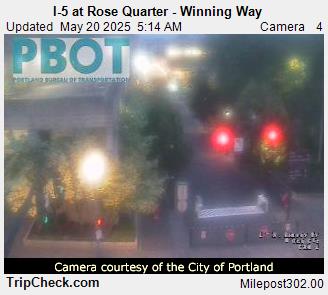 I-5 at Rose Quarter - Winning Way
Updated May 20 2025 5:14 AM Camera 4
PBOT
PORTLAND BUREAU OF TRANSPORTATION
Camera courtesy of the City of Portland
TripCheck.com
Milepost302.00